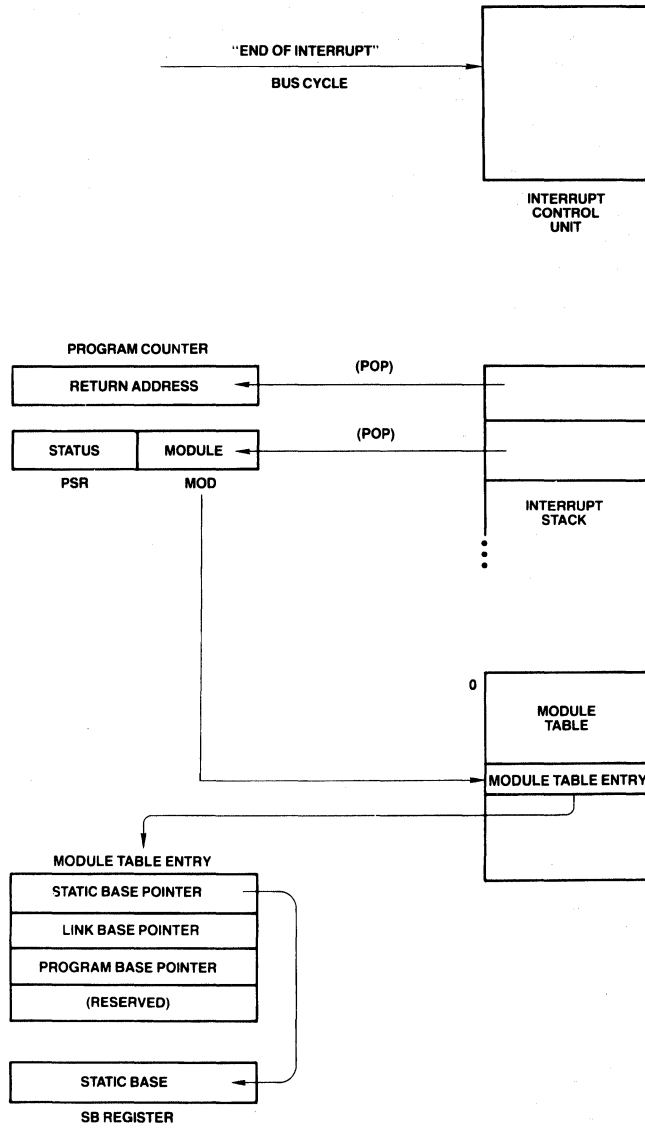 "END OF INTERRUPT"
BUS CYCLE
INTERRUPT
CONTROL
UNIT
PROGRAM COUNTER
(POP)
RETURN ADDRESS
(POP)
STATUS
MODULE
PSR
MOD
INTERRUPT
STACK
0
MODULE
TABLE
MODULE TABLE ENTRY
MODULE TABLE ENTRY
STATIC BASE POINTER
LINK BASE POINTER
PROGRAM BASE POINTER
(RESERVED)
STATIC BASE
SB REGISTER